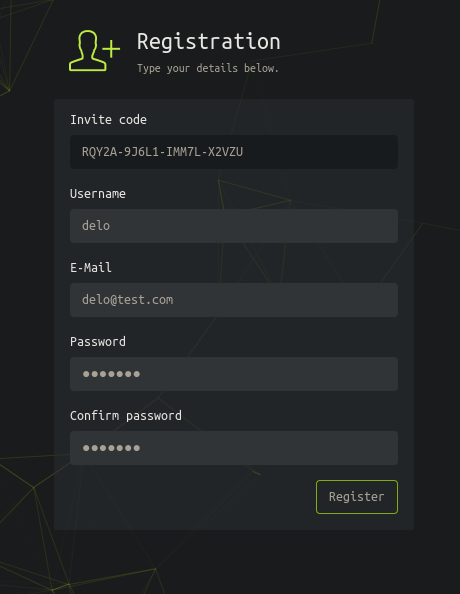 Registration
Type your details below.
Invite code
RQY2A-9J6L1-IMM7L-X2VZU
Username
delo
E-Mail
delo@test.com
Password
●●●●●●●
Confirm password
●●●●●●●
Register